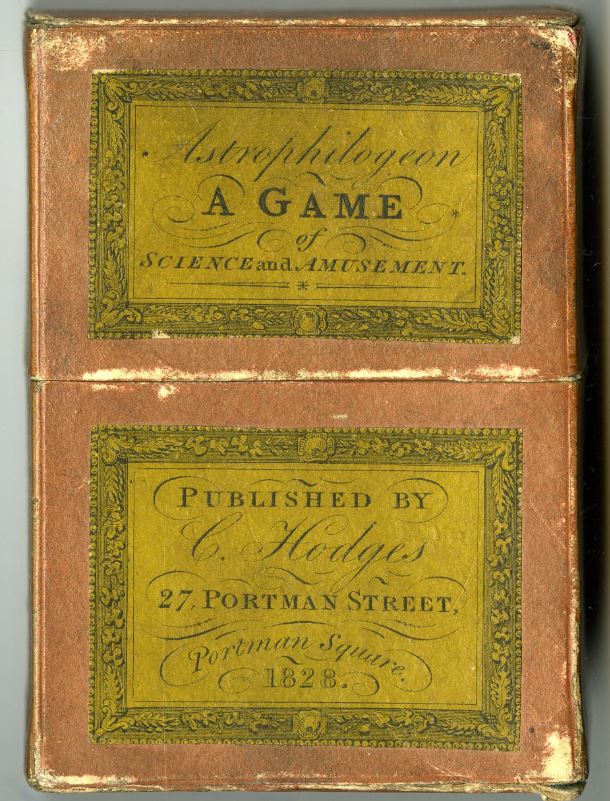 Astrophilogeon
A GAME
of
SCIENCE and AMUSEMENT.
PUBLISHED BY
C. Hodges
27, PORTMAN STREET,
Portman Square.
1828.